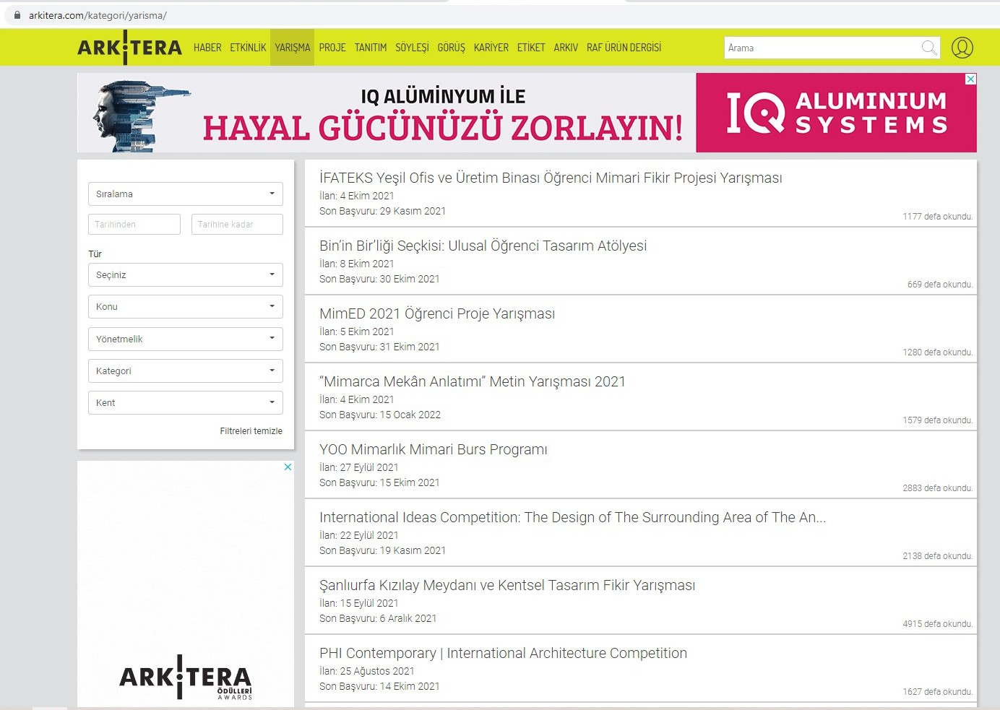 arkitera.com/kategori/yarisma/
ARKITERA HABER ETKİNLİK YARIŞMA PROJE TANITIM SÖYLEŞİ GÖRÜŞ KARİYER ETİKET ARKIV RAF ÜRÜN DERGİSİ Arama
IQ ALÜMİNYUM İLE
HAYAL GÜCÜNÜZÜ ZORLAYIN!
IQ ALUMINIUM
SYSTEMS
Sıralama
Tarihinden Tarihine kadar
Tür
Seçiniz
Konu
Yönetmelik
Kategori
Kent
Filtreleri temizle
ARKITERA
ÖDÜLLERİ
AWARDS
İFATEKS Yeşil Ofis ve Üretim Binası Öğrenci Mimari Fikir Projesi Yarışması
İlan: 4 Ekim 2021
Son Başvuru: 29 Kasım 2021
1177 defa okundu.
Bin’in Bir’liği Seçkisi: Ulusal Öğrenci Tasarım Atölyesi
İlan: 8 Ekim 2021
Son Başvuru: 30 Ekim 2021
669 defa okundu.
MimED 2021 Öğrenci Proje Yarışması
İlan: 5 Ekim 2021
Son Başvuru: 31 Ekim 2021
1280 defa okundu.
“Mimarca Mekân Anlatımı” Metin Yarışması 2021
İlan: 4 Ekim 2021
Son Başvuru: 15 Ocak 2022
1579 defa okundu.
YOO Mimarlık Mimari Burs Programı
İlan: 27 Eylül 2021
Son Başvuru: 15 Ekim 2021
2883 defa okundu.
International Ideas Competition: The Design of The Surrounding Area of The An...
İlan: 22 Eylül 2021
Son Başvuru: 19 Kasım 2021
2138 defa okundu.
Şanlıurfa Kızılay Meydanı ve Kentsel Tasarım Fikir Yarışması
İlan: 15 Eylül 2021
Son Başvuru: 6 Aralık 2021
4915 defa okundu.
PHI Contemporary | International Architecture Competition
İlan: 25 Ağustos 2021
Son Başvuru: 14 Ekim 2021
1627 defa okundu.